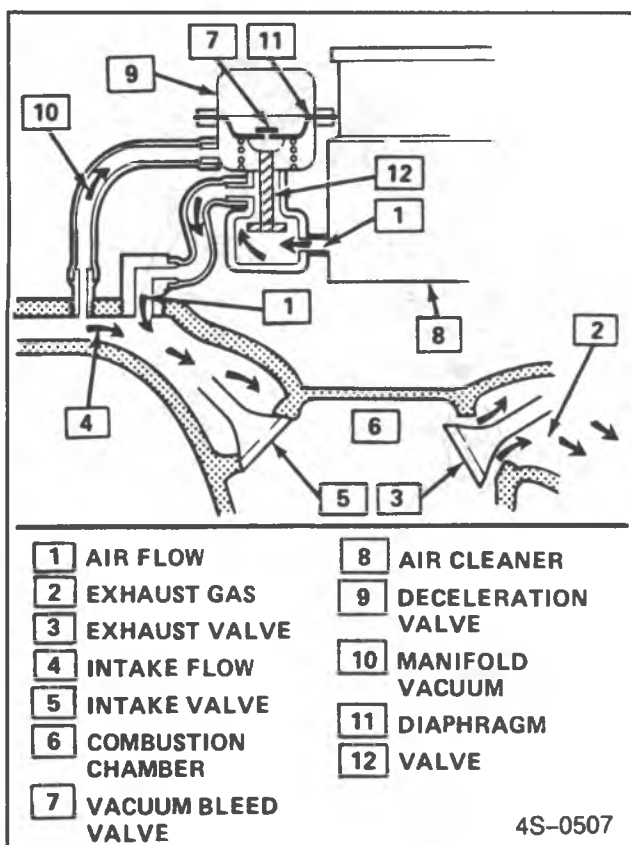 7
11
9
10
12
1
1
8
2
4
6
5
3
1 AIR FLOW
2 EXHAUST GAS
3 EXHAUST VALVE
4 INTAKE FLOW
5 INTAKE VALVE
6 COMBUSTION
CHAMBER
7 VACUUM BLEED
VALVE
8 AIR CLEANER
9 DECELERATION
VALVE
10 MANIFOLD
VACUUM
11 DIAPHRAGM
12 VALVE
4S-0507